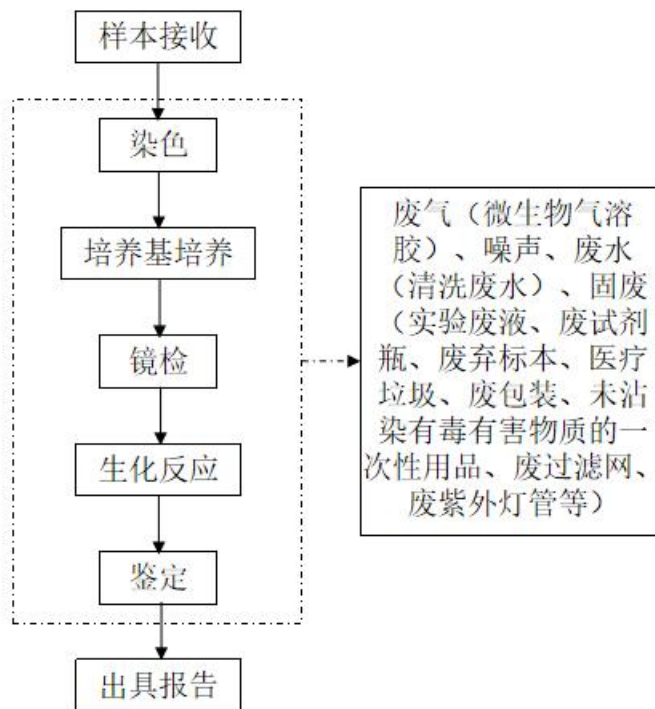 样本接收
染色
培养基培养
镜检
生化反应
鉴定
出具报告
废气（微生物气溶
胶）、噪声、废水
（清洗废水）、固废
（实验废液、废试剂
瓶、废弃标本、医疗
垃圾、废包装、未沾
染有毒有害物质的一
次性用品、废过滤网、
废紫外灯管等）